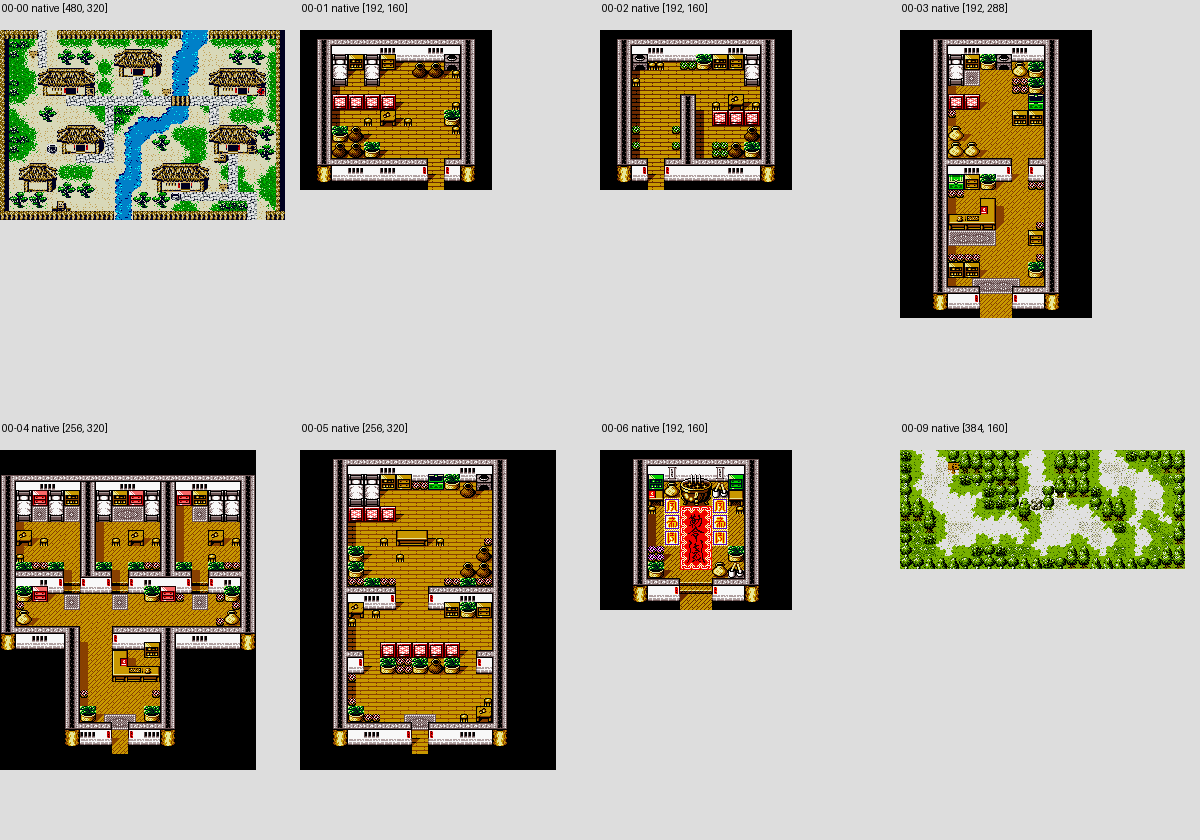 00-00 native [480, 320]
00-01 native [192, 160]
00-02 native [192, 160]
00-03 native [192, 288]
00-04 native [256, 320]
00-05 native [256, 320]
00-06 native [192, 160]
00-09 native [384, 160]